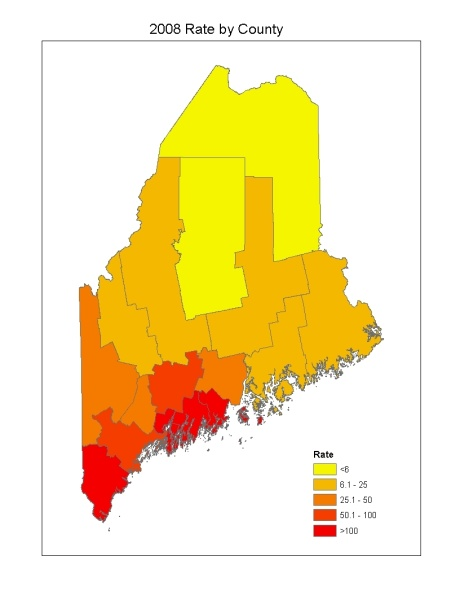 2008 Rate by County
Rate
<6
6.1 - 25
25.1 - 50
50.1 - 100
>100